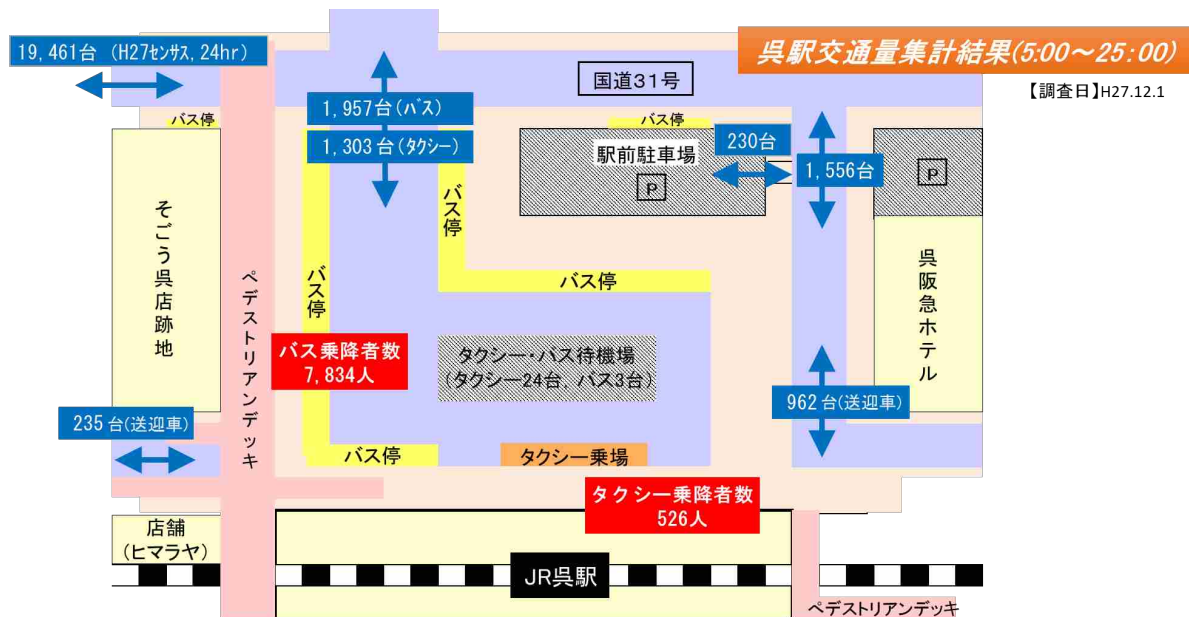 19,461台 (H27センサス, 24hr)
呉駅交通量集計結果(5:00～25:00)
【調査日】H27.12.1
国道31号
1,957台(バス)
1,303台(タクシー)
バス停
バス停
230台
駅前駐車場
P
1,556台
P
そごう呉店跡地
ペデストリアンデッキ
バス停
バス停
バス停
呉阪急ホテル
バス乗降者数
7,834人
タクシー・バス待機場
(タクシー24台, バス3台)
962台(送迎車)
235台(送迎車)
バス停
タクシー乗場
タクシー乗降者数
526人
店舗
(ヒマラヤ)
JR呉駅
ペデストリアンデッキ